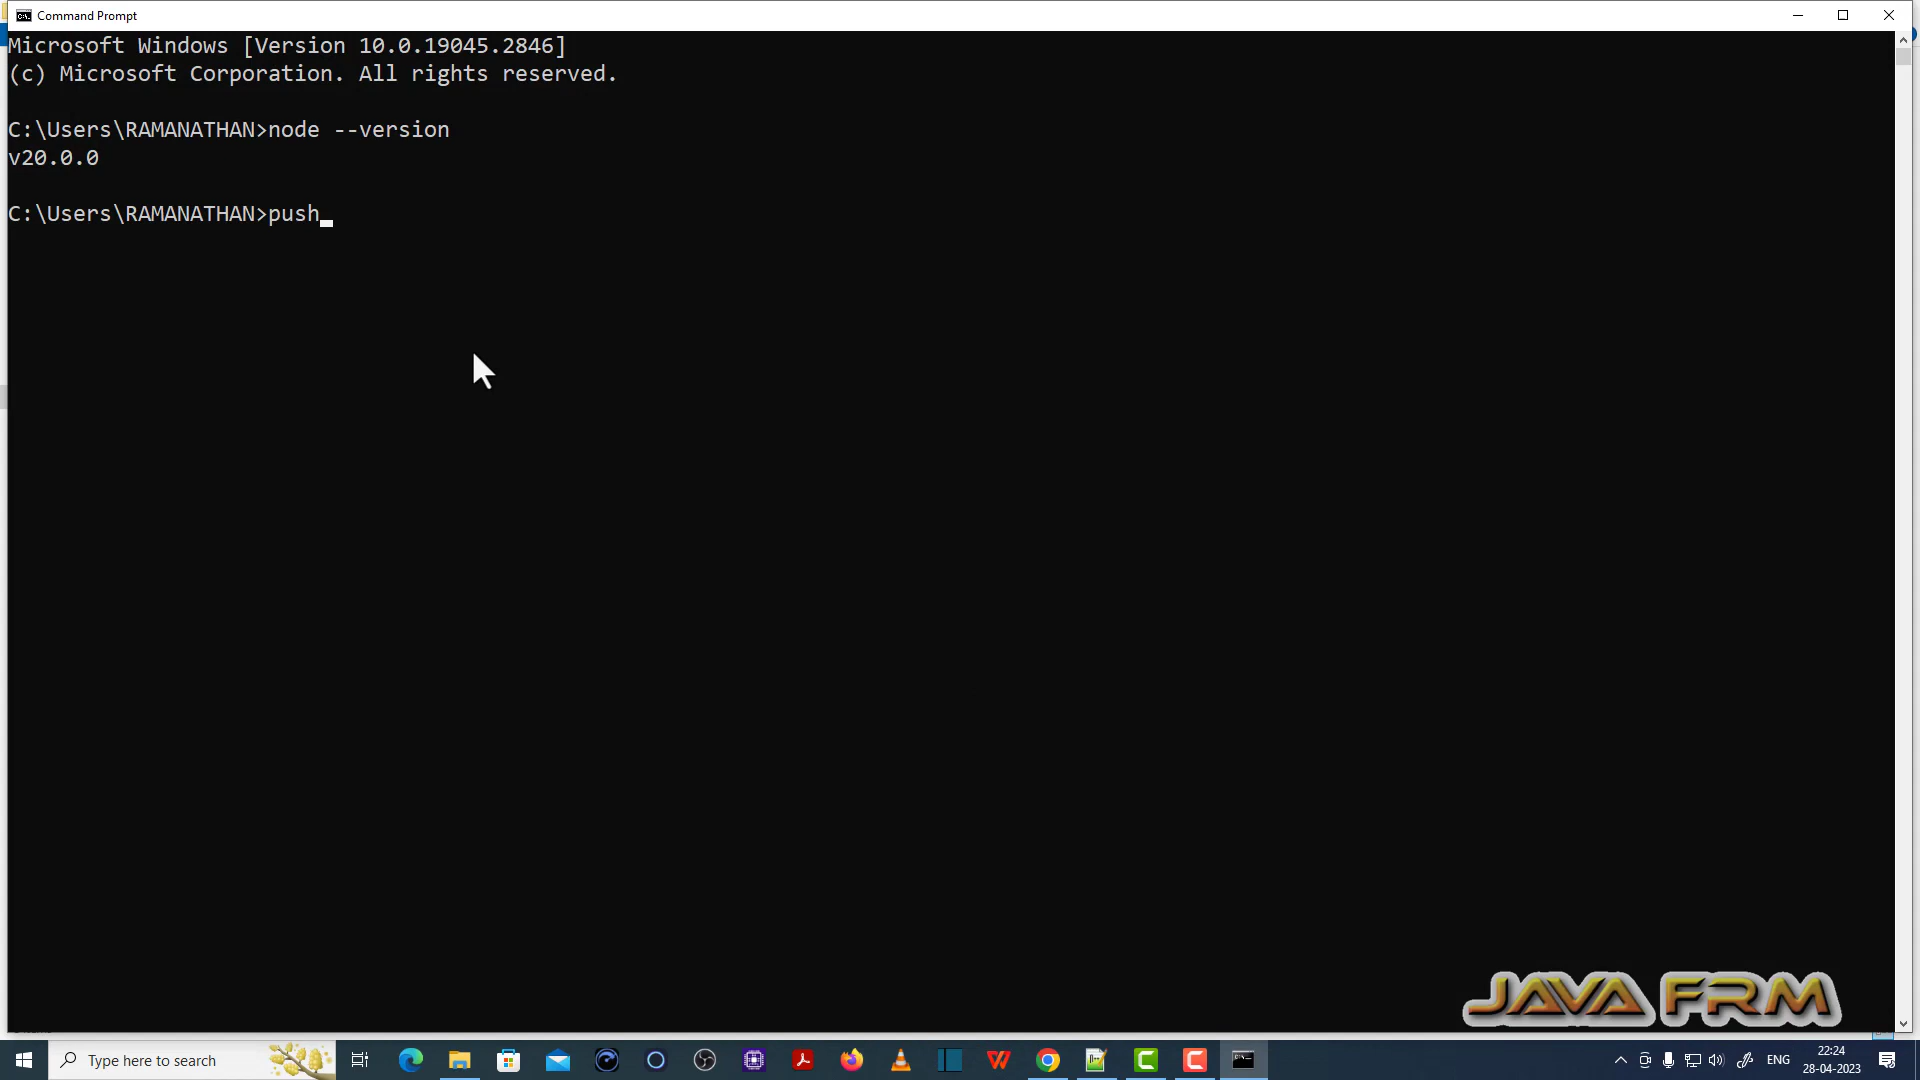 Command Prompt
Microsoft Windows [Version 10.0.19045.2846]
(c) Microsoft Corporation. All rights reserved.
C:\Users\RAMANATHAN>node --version
v20.0.0
C:\Users\RAMANATHAN>push
JAVA FRM
Type here to search
ENG
22:24
28-04-2023